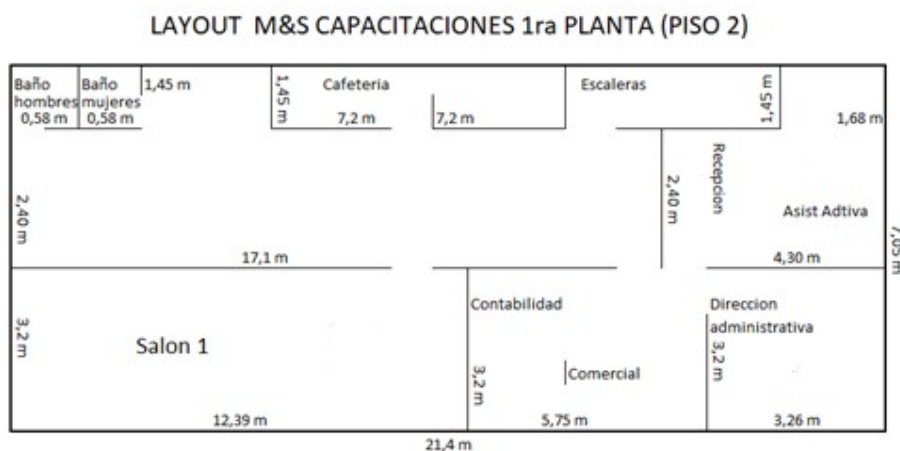 LAYOUT M&S CAPACITACIONES 1ra PLANTA (PISO 2)
Baño
hombres
0,58 m
Baño
mujeres
0,58 m
1,45 m
1,45 m
Cafeteria
7,2 m
7,2 m
Escaleras
1,45 m
1,68 m
2,40 m
2,40 m
Recepcion
Asist Adtiva
17,1 m
4,30 m
7,05 m
3,2 m
Salon 1
Contabilidad
Direccion
administrativa
3,2 m
Comercial
3,2 m
12,39 m
5,75 m
3,26 m
21,4 m